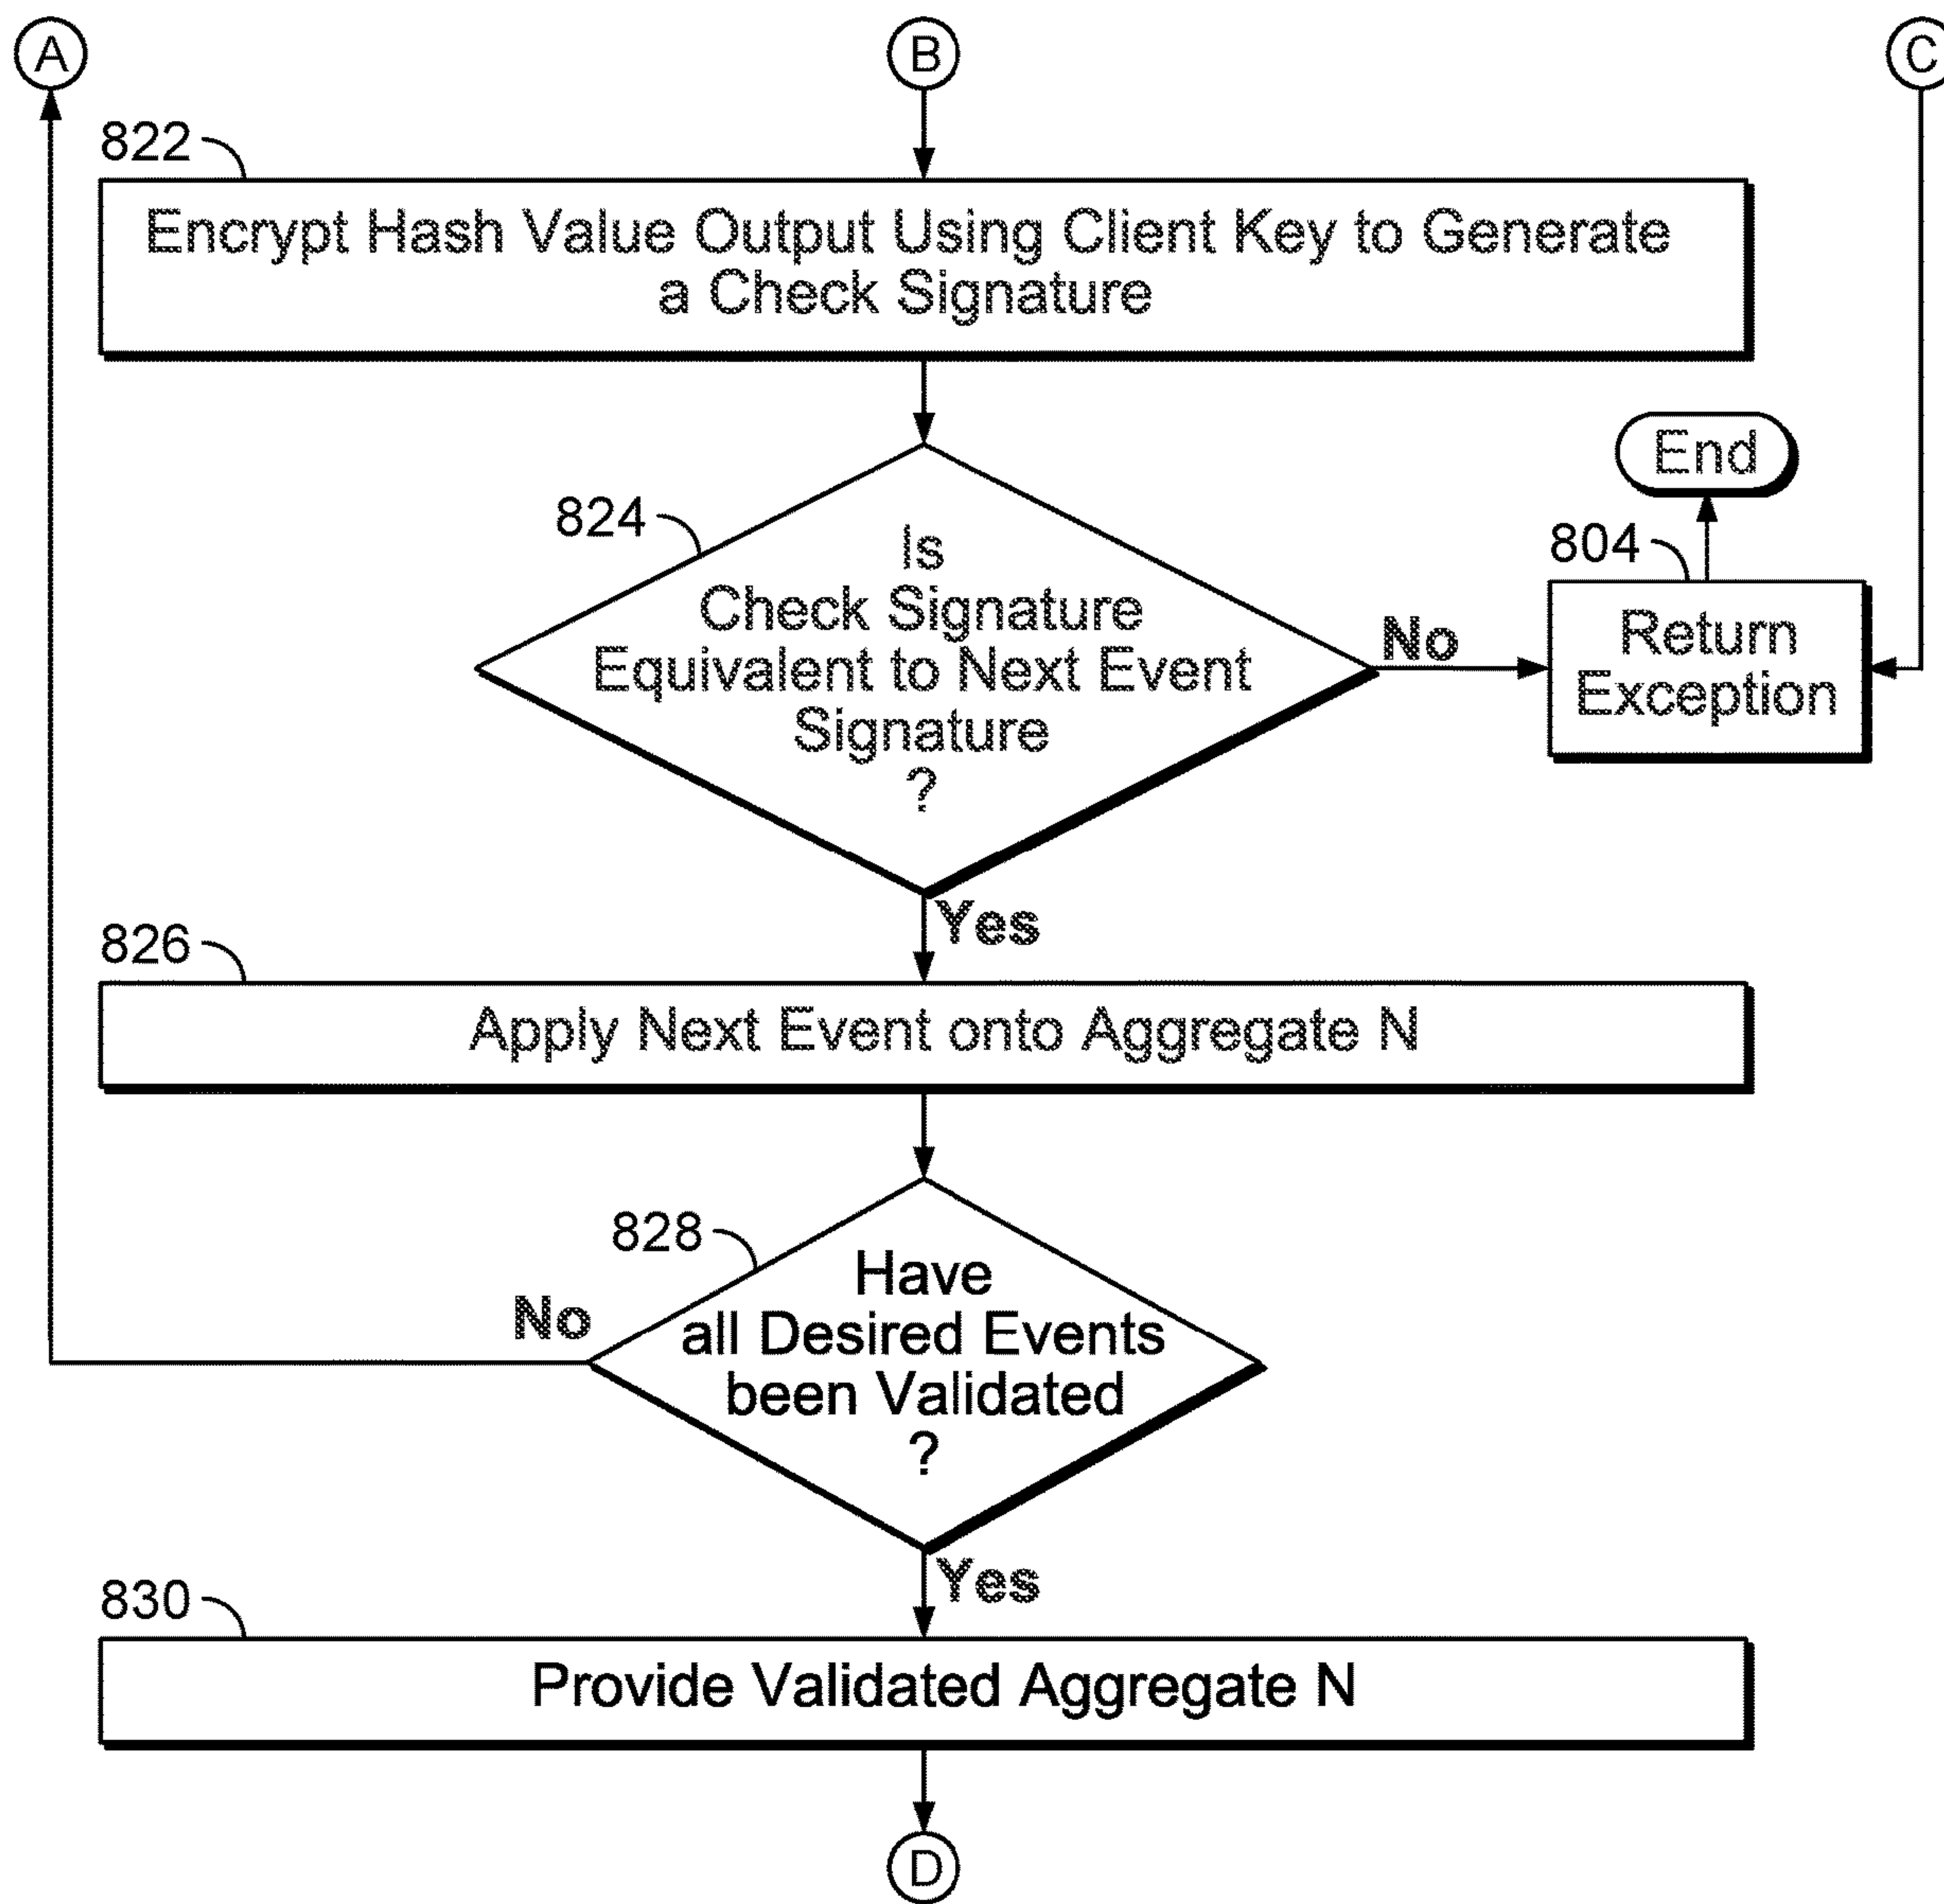 A
B
C
822
Encrypt Hash Value Output Using Client Key to Generate
a Check Signature
End
824
804
Is
Check Signature
Equivalent to Next Event
Signature
?
No
Return
Exception
Yes
826
Apply Next Event onto Aggregate N
828
Have
all Desired Events
been Validated
?
No
Yes
830
Provide Validated Aggregate N
D